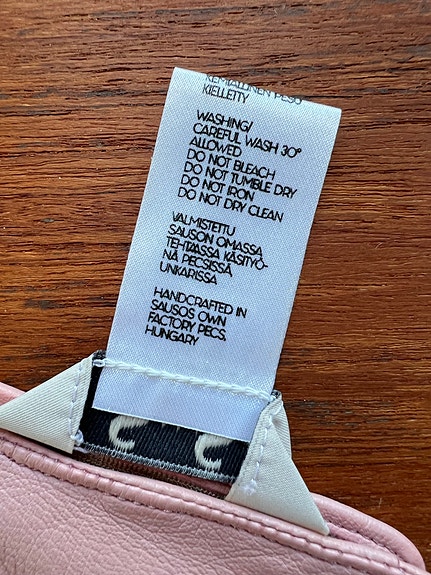 KEMIALLINEN PESU
KIELLETTY
WASHING/
CAREFUL WASH 30°
ALLOWED
DO NOT BLEACH
DO NOT TUMBLE DRY
DO NOT IRON
DO NOT DRY CLEAN
VALMISTETTU
SAUSON OMASSA
TEHTAASSA KÄSITYÖ-
NÄ PECSISSÄ
UNKARISSA
HANDCRAFTED IN
SAUSOS OWN
FACTORY PECS,
HUNGARY